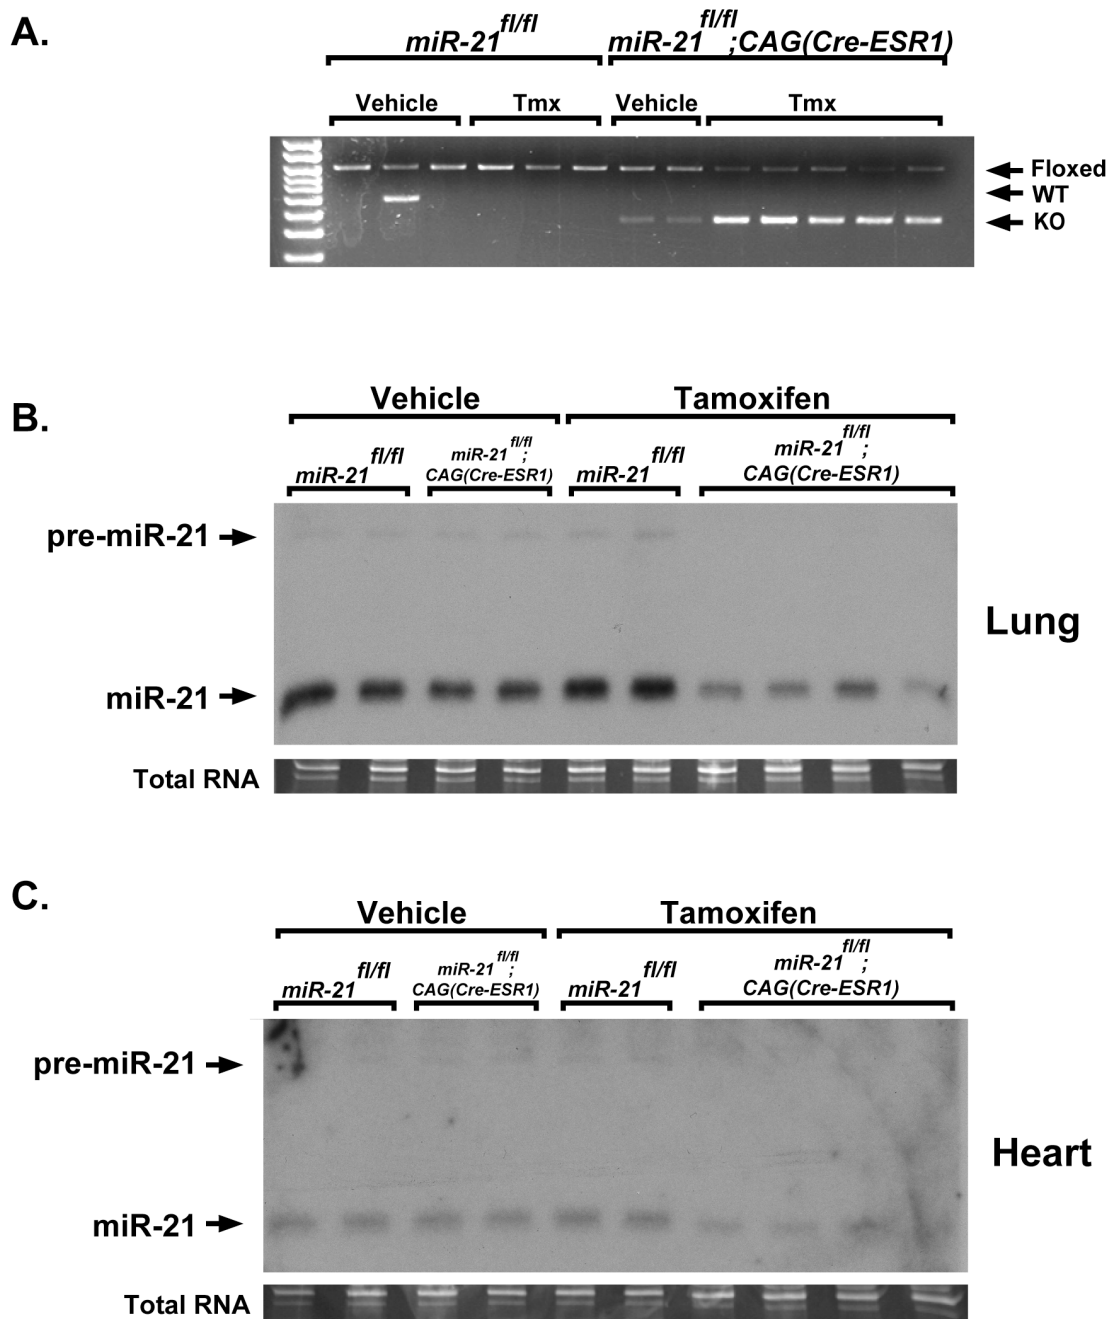 A.
miR-21fl/fl miR-21fl/fl;CAG(Cre-ESR1)
Vehicle Tmx Vehicle Tmx
Floxed
WT
KO
B.
Vehicle Tamoxifen
miR-21fl/fl miR-21fl/fl; miR-21fl/fl miR-21fl/fl;
CAG(Cre-ESR1) CAG(Cre-ESR1)
pre-miR-21
Lung
miR-21
Total RNA
C.
Vehicle Tamoxifen
miR-21fl/fl miR-21fl/fl; miR-21fl/fl miR-21fl/fl;
CAG(Cre-ESR1) CAG(Cre-ESR1)
pre-miR-21
Heart
miR-21
Total RNA